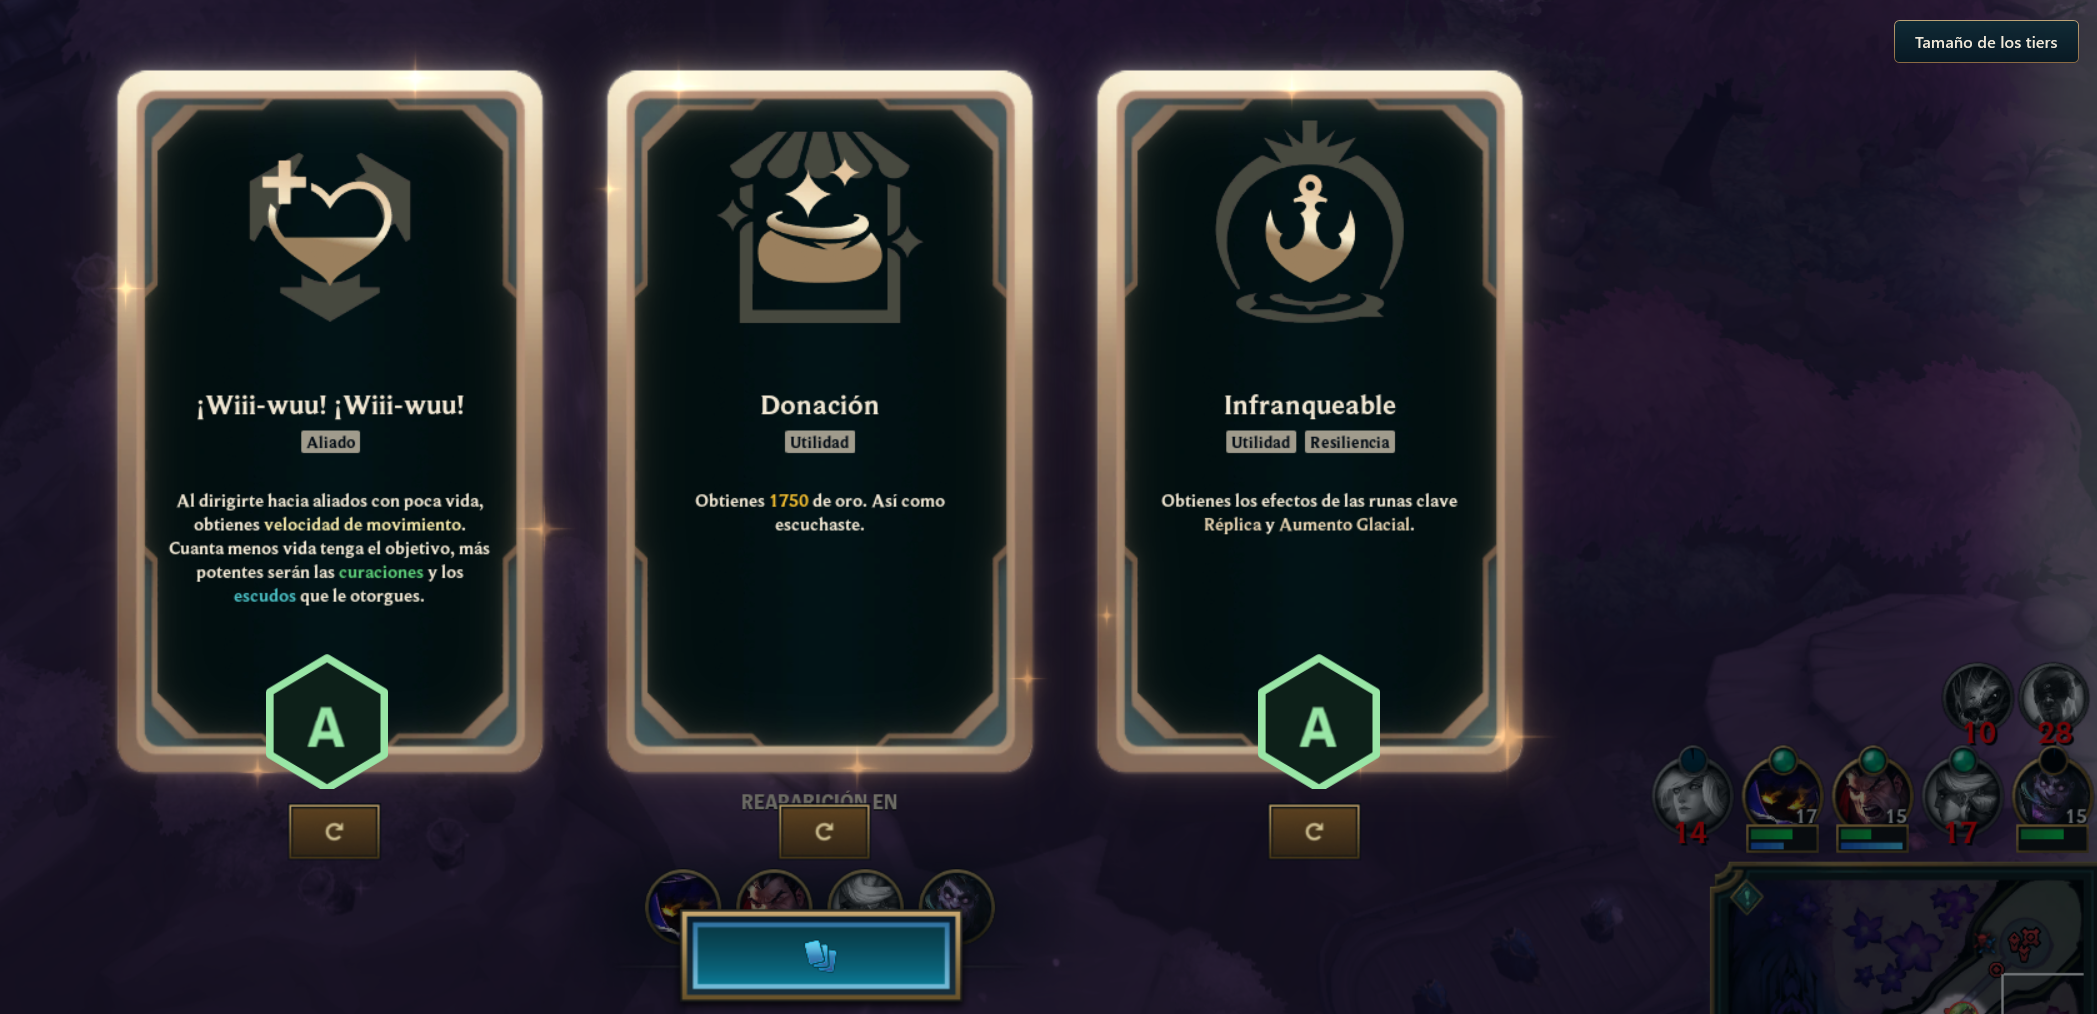 Tamaño de los tiers
¡Wiii-wuu! ¡Wiii-wuu!
Aliado
Al dirigirte hacia aliados con poca vida,
obtienes velocidad de movimiento.
Cuanta menos vida tenga el objetivo, más
potentes serán las curaciones y los
escudos que le otorgues.
A
Donación
Utilidad
Obtienes 1750 de oro. Así como
escuchaste.
Infranqueable
Utilidad Resiliencia
Obtienes los efectos de las runas clave
Réplica y Aumento Glacial.
A
REAPARICIÓN EN
10 28
14 17 15 17 15